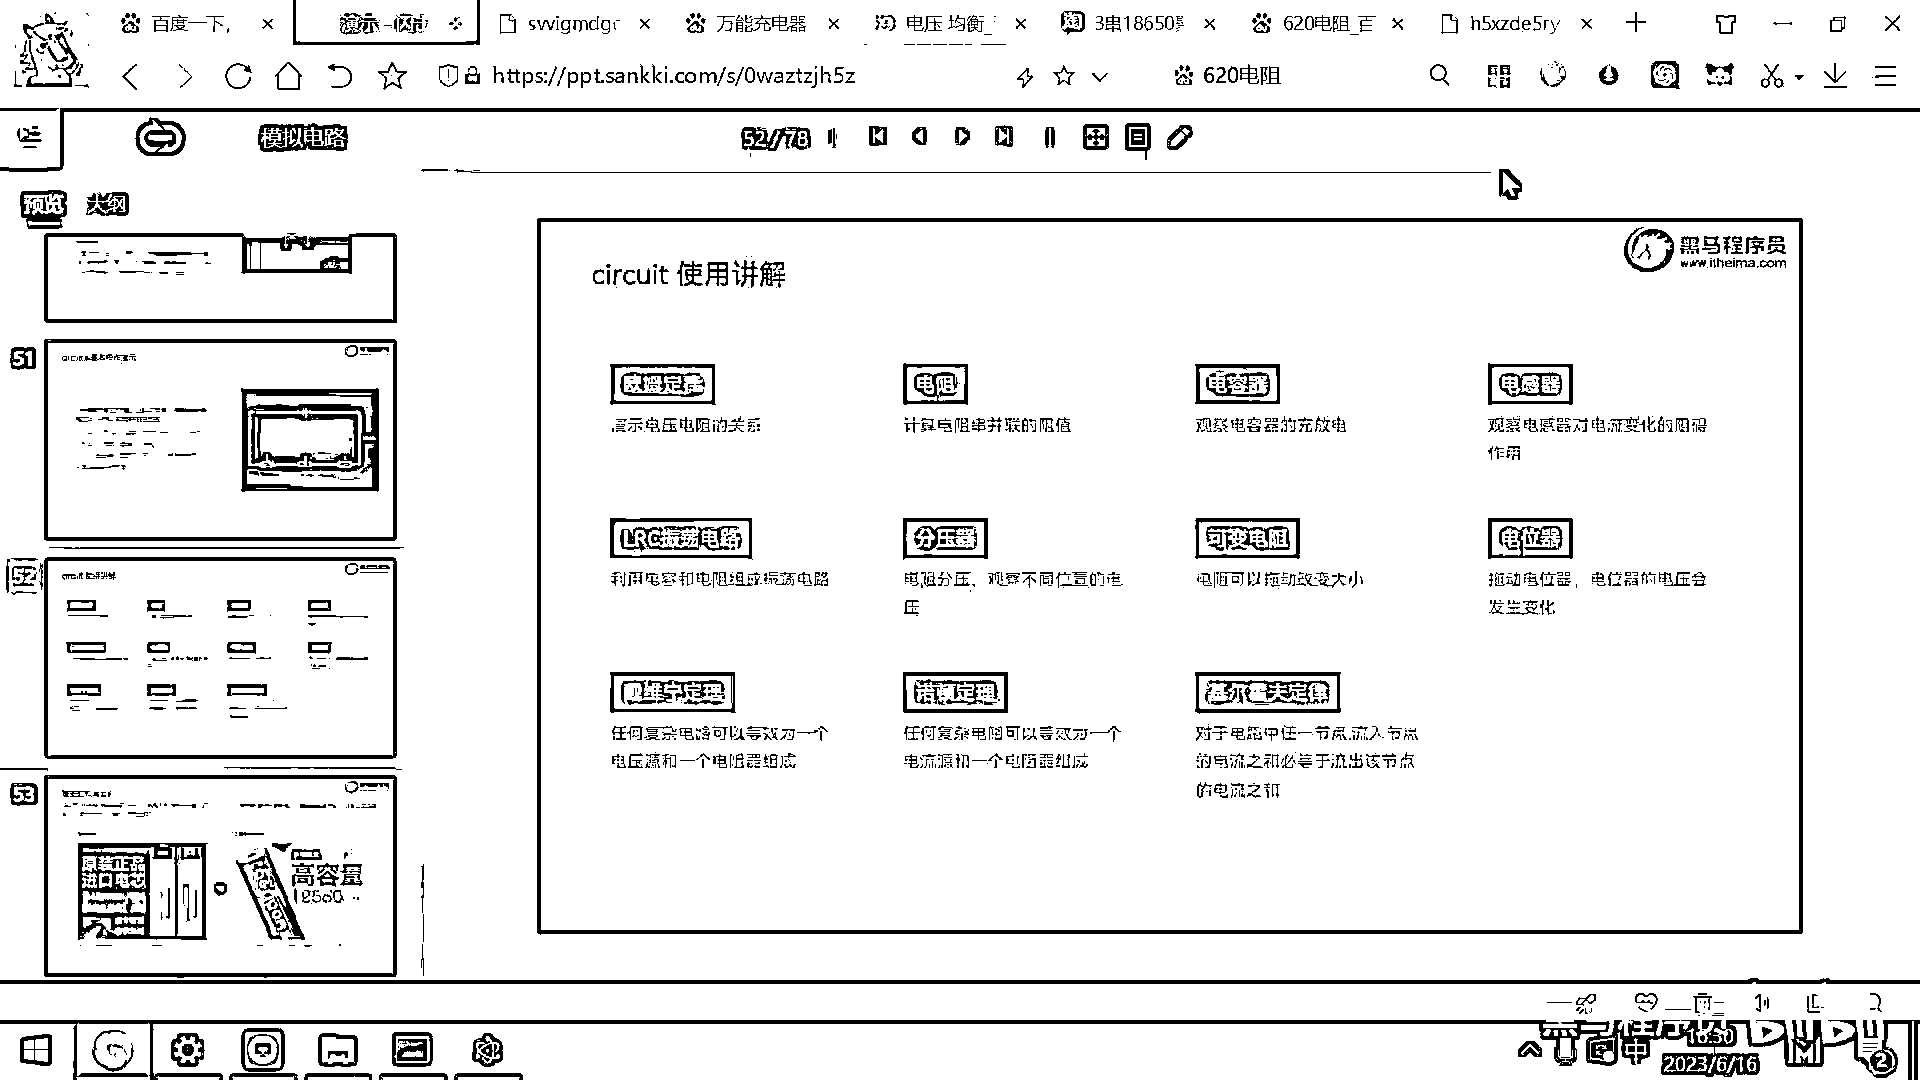 百度一下,
演示 - 闪动
svvigmdgr
万能充电器
电压 均衡_
3串18650
620电阻_百
h5xzde5ry
https://ppt.sankki.com/s/0waztzjh5z
620电阻
模拟电路
52/78
预览 大纲
黑马程序员
www.itheima.com
circuit 使用讲解
欧姆定律
演示电压电阻的关系
电阻
计算电阻串并联的阻值
电容器
观察电容器的充放电
电感器
观察电感器对电流变化的阻碍
作用
LRC振荡电路
利用电容和电阻组成振荡电路
分压器
电阻分压，观察不同位置的电
压
可变电阻
电阻可以拖动改变大小
电位器
拖动电位器，电位器的电压会
发生变化
戴维宁定理
任何复杂电路可以等效为一个
电压源和一个电阻器组成
诺顿定理
任何复杂电阻可以等效为一个
电流源和一个电阻器组成
基尔霍夫定律
对于电路中任一节点,流入节点
的电流之和必等于流出该节点
的电流之和
51
52
circuit 使用讲解
53
原装正品
进口电芯
高容量
18560
中
16:30
2023/6/16
2